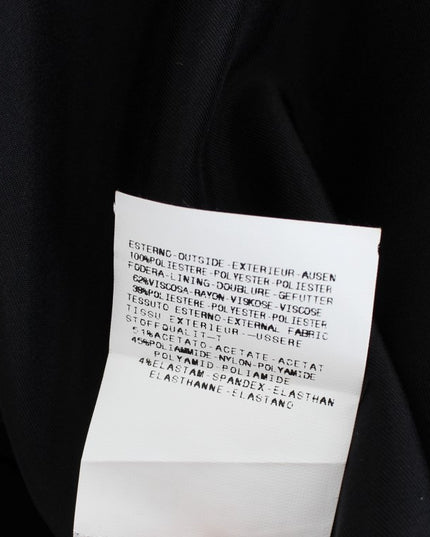 ESTERNO-OUTSIDE-EXTERIEUR-AUSEN
100%POLIESTERE-POLYESTER-POLIESTER
FODERA-LINING-DOUBLURE-GEFUTTER
62%VISCOSA-RAYON-VISKOSE-VISCOSE
38%POLIESTERE-POLYESTER-POLIESTER
TESSUTO ESTERNO-EXTERNAL FABRIC
TISSU EXTERIEUR--USSERE
STOFFQUALIT-T
51%ACETATO-ACETATE-ACETAT
45%POLIAMMIDE-NYLON-POLYAMIDE
POLYAMID-POLIAMIDE
4%ELASTAM-SPANDEX-ELASTHAN
ELASTHANNE-ELASTANO